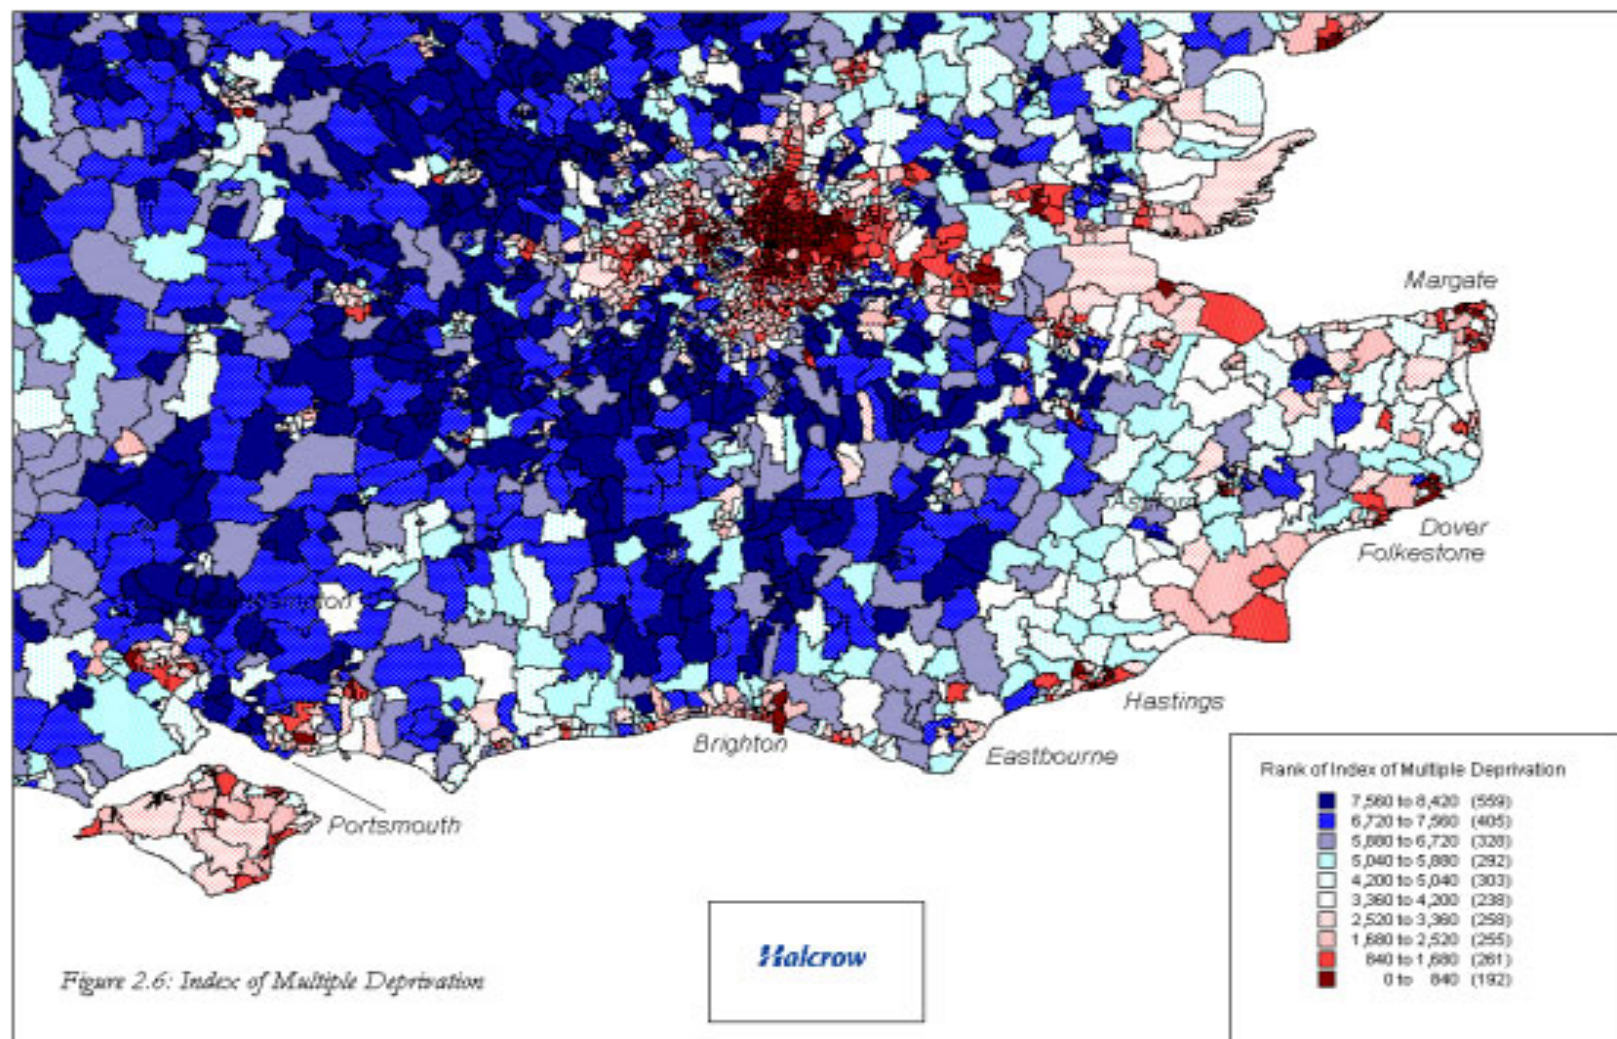 Margate
Ashford
Dover
Folkestone
Hastings
Brighton
Eastbourne
Portsmouth
Rank of Index of Multiple Deprivation
7,560 to 8,420 (559)
6,720 to 7,560 (405)
5,880 to 6,720 (328)
5,040 to 5,880 (292)
4,200 to 5,040 (303)
3,360 to 4,200 (238)
2,520 to 3,360 (258)
1,680 to 2,520 (255)
840 to 1,680 (261)
0 to 840 (192)
Halcrow
Figure 2.6: Index of Multiple Deprivation